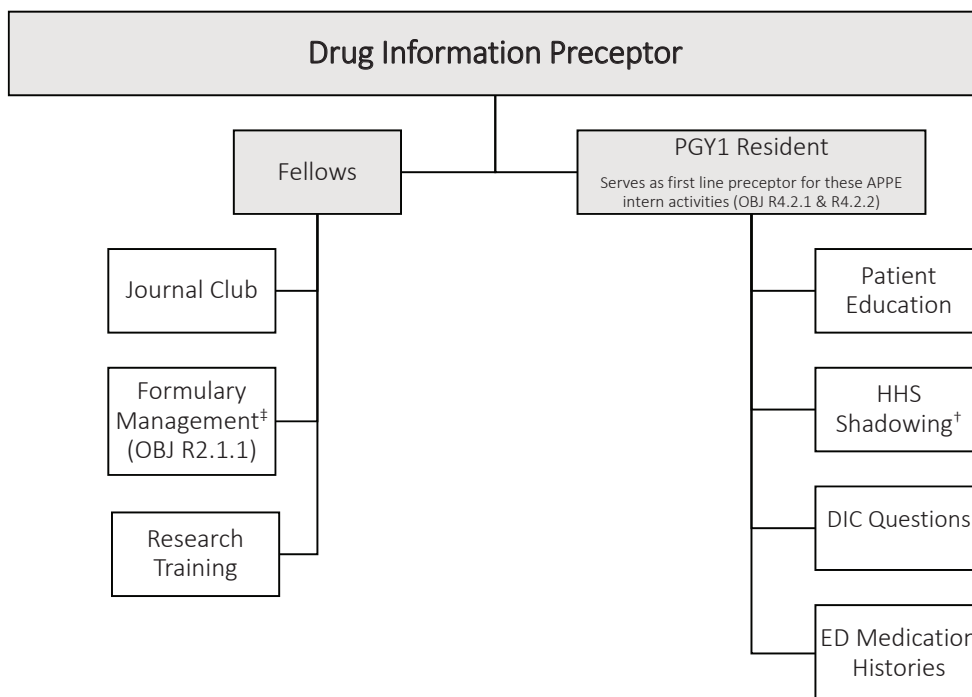 Drug Information Preceptor
Fellows
PGY1 Resident
Serves as first line preceptor for these APPE
intern activities (OBJ R4.2.1 & R4.2.2)
Journal Club
Formulary
Management‡
(OBJ R2.1.1)
Research
Training
Patient
Education
HHS
Shadowing†
DIC Questions
ED Medication
Histories